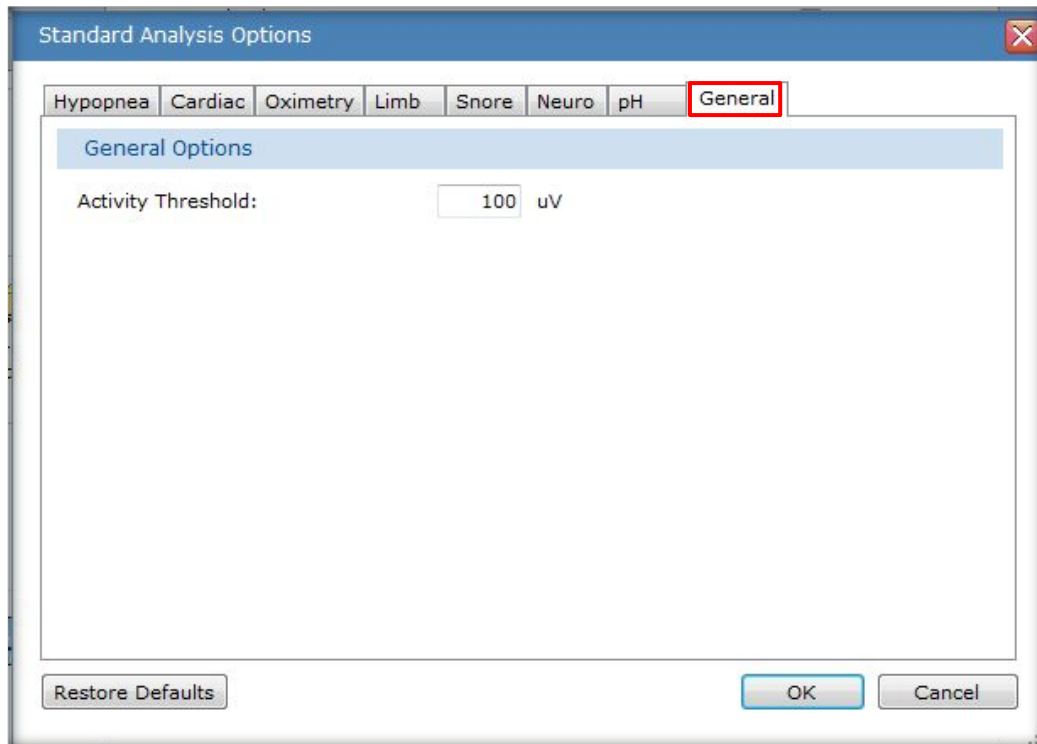 Standard Analysis Options
Hypopnea Cardiac Oximetry Limb Snore Neuro pH General
General Options
Activity Threshold: 100 uV
Restore Defaults OK Cancel